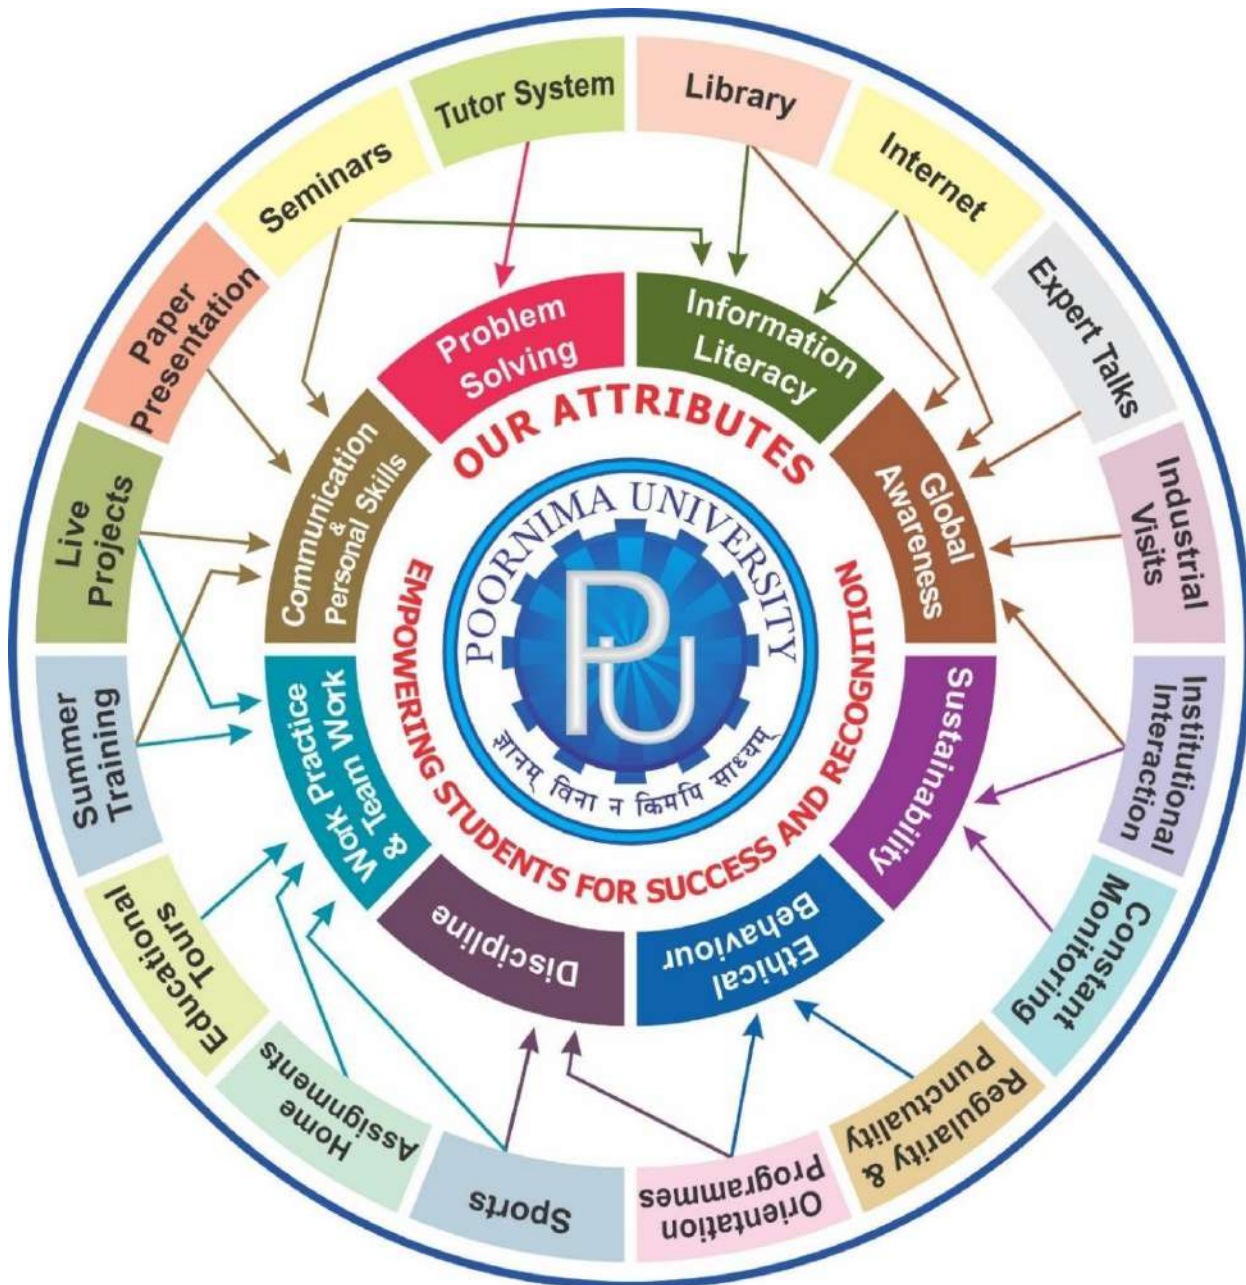 Tutor System
Library
Internet
Expert Talks
Industrial
Visits
Institutional
Interaction
Constant
Monitoring
Regularity &
Punctuality
Orientation
Programmes
Sports
Home
Assignments
Educational
Tours
Summer
Training
Live
Projects
Paper
Presentation
Seminars
Problem
Solving
Information
Literacy
Global
Awareness
Sustainability
Ethical
Behaviour
Discipline
Work Practice
& Team Work
Communication
&
Personal Skills
OUR ATTRIBUTES
EMPOWERING STUDENTS FOR SUCCESS AND RECOGNITION
POORNIMA UNIVERSITY
PU
ज्ञानम् विना न किमपि साध्यम्